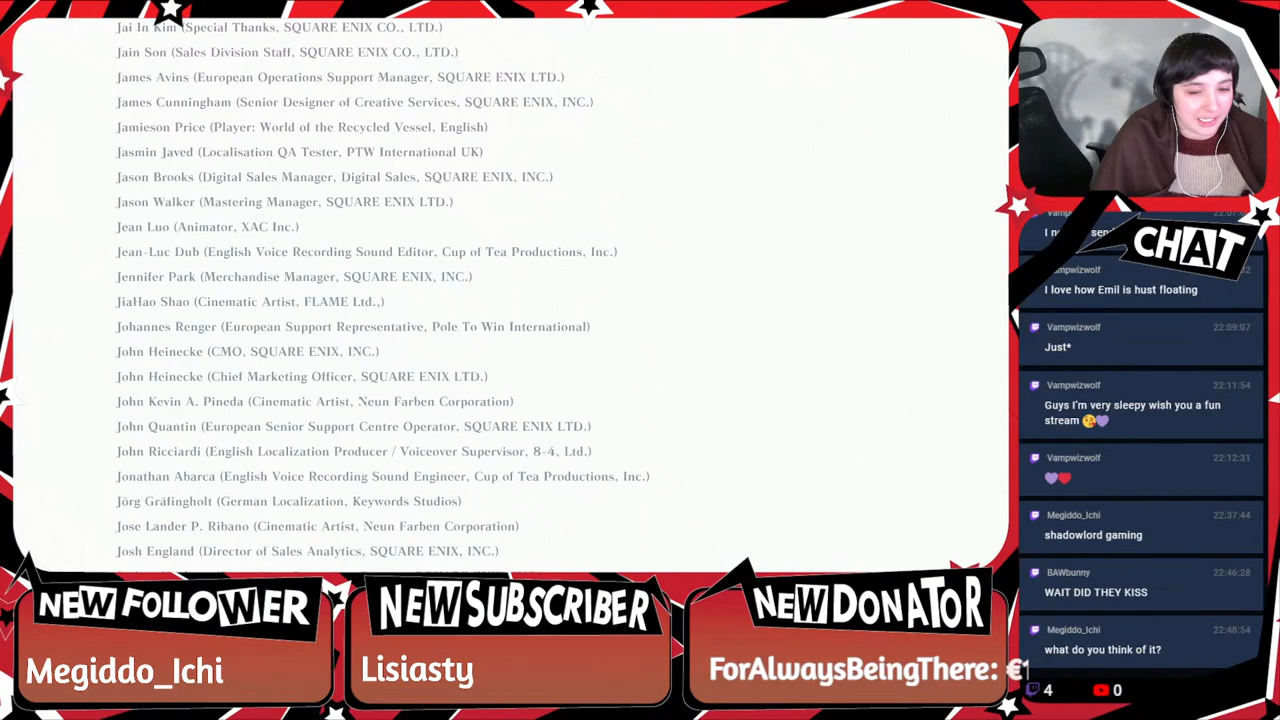 Jai In Kim (Special Thanks, SQUARE ENIX CO., LTD.)
Jain Son (Sales Division Staff, SQUARE ENIX CO., LTD.)
James Avins (European Operations Support Manager, SQUARE ENIX LTD.)
James Cunningham (Senior Designer of Creative Services, SQUARE ENIX, INC.)
Jamieson Price (Player: World of the Recycled Vessel, English)
Jasmin Javed (Localisation QA Tester, PTW International UK)
Jason Brooks (Digital Sales Manager, Digital Sales, SQUARE ENIX, INC.)
Jason Walker (Mastering Manager, SQUARE ENIX LTD.)
Jean Luo (Animator, XAC Inc.)
Jean-Luc Dub (English Voice Recording Sound Editor, Cup of Tea Productions, Inc.)
Jennifer Park (Merchandise Manager, SQUARE ENIX, INC.)
JiaHao Shao (Cinematic Artist, FLAME Ltd.,)
Johannes Renger (European Support Representative, Pole To Win International)
John Heinecke (CMO, SQUARE ENIX, INC.)
John Heinecke (Chief Marketing Officer, SQUARE ENIX LTD.)
John Kevin A. Pineda (Cinematic Artist, Neun Farben Corporation)
John Quantin (European Senior Support Centre Operator, SQUARE ENIX LTD.)
John Ricciardi (English Localization Producer / Voiceover Supervisor, 8-4, Ltd.)
Jonathan Abarca (English Voice Recording Sound Engineer, Cup of Tea Productions, Inc.)
Jörg Gräfingholt (German Localization, Keywords Studios)
Jose Lander P. Ribano (Cinematic Artist, Neun Farben Corporation)
Josh England (Director of Sales Analytics, SQUARE ENIX, INC.)
CHAT
Vampwizwolf
I love how Emil is hust floating
Vampwizwolf 22:09:07
Just*
Vampwizwolf 22:11:54
Guys I'm very sleepy wish you a fun
stream 😘💜
Vampwizwolf 22:12:31
💜❤️
Megiddo_Ichi 22:37:44
shadowlord gaming
BAWbunny 22:46:28
WAIT DID THEY KISS
Megiddo_Ichi 22:48:54
what do you think of it?
4 0
NEW FOLLOWER
Megiddo_Ichi
NEW SUBSCRIBER
Lisiasty
NEW DONATOR
ForAlwaysBeingThere: €